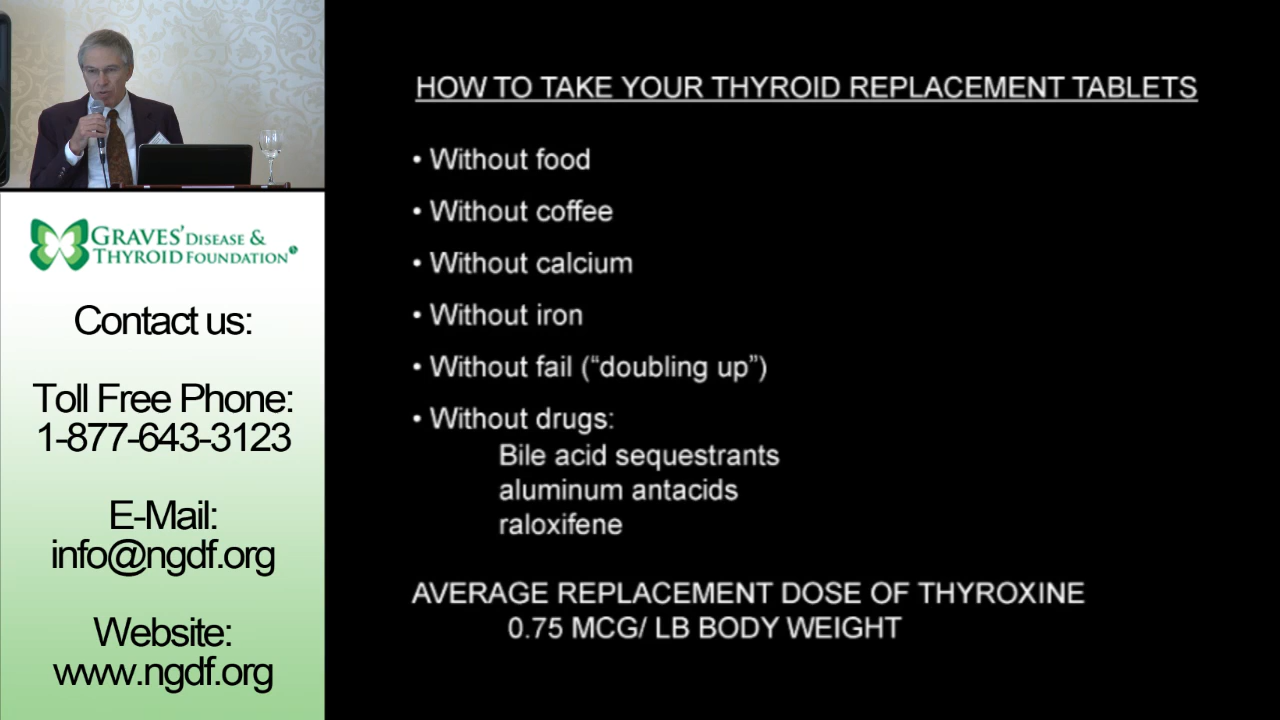 GRAVES' DISEASE &
THYROID FOUNDATION
Contact us:
Toll Free Phone:
1-877-643-3123
E-Mail:
info@ngdf.org
Website:
www.ngdf.org
HOW TO TAKE YOUR THYROID REPLACEMENT TABLETS
• Without food
• Without coffee
• Without calcium
• Without iron
• Without fail (“doubling up”)
• Without drugs:
Bile acid sequestrants
aluminum antacids
raloxifene
AVERAGE REPLACEMENT DOSE OF THYROXINE
0.75 MCG/ LB BODY WEIGHT